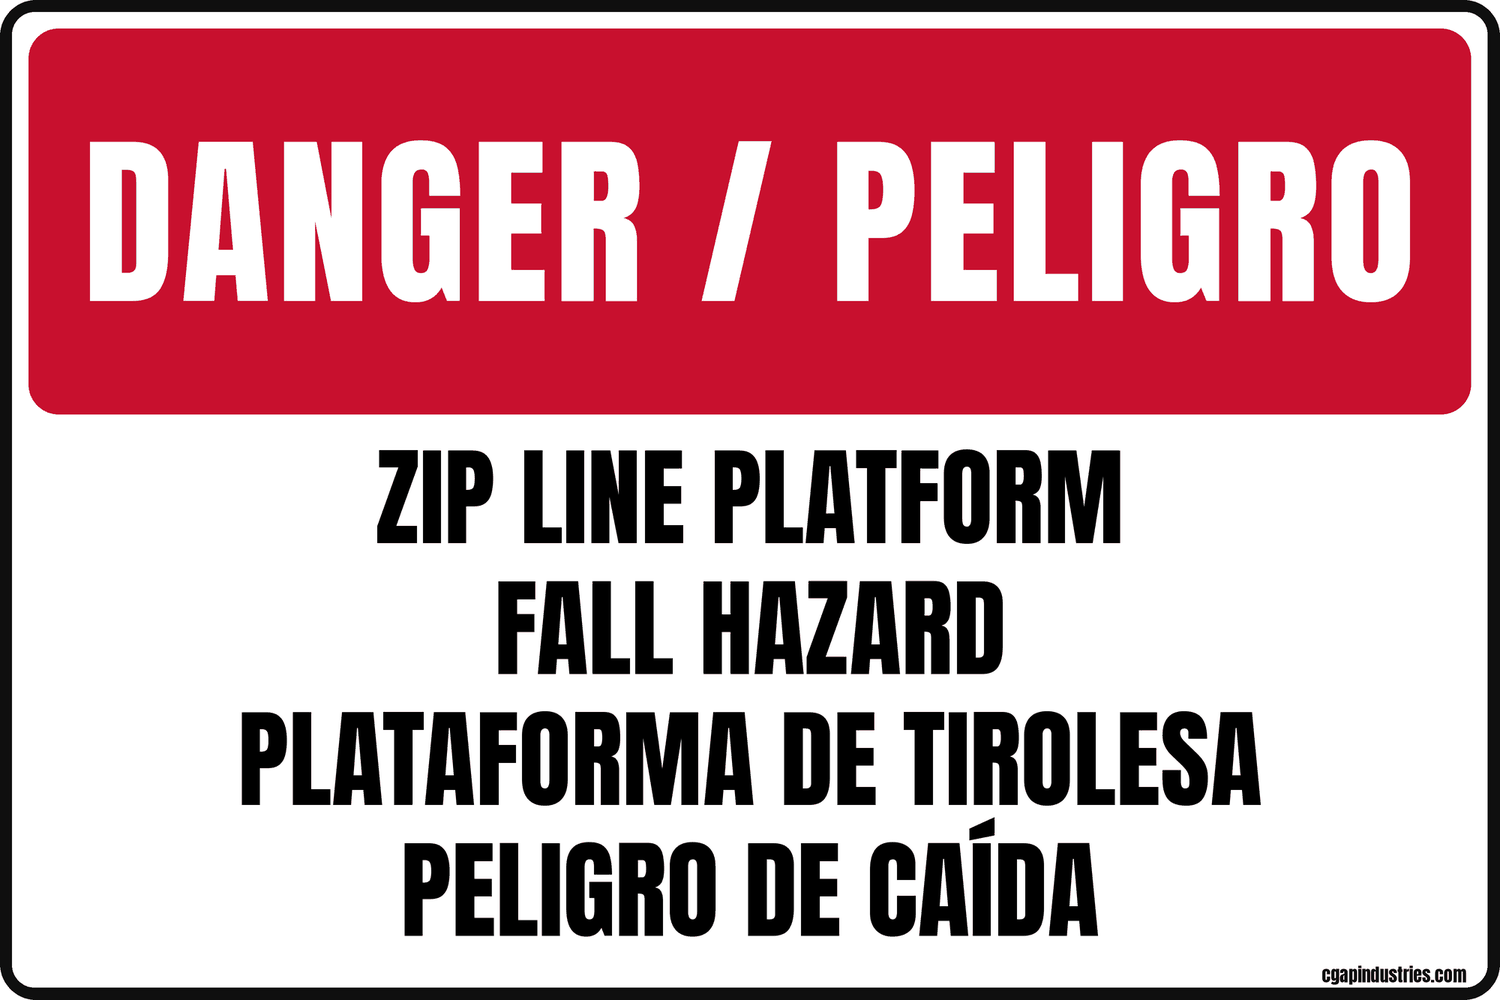 DANGER / PELIGRO
ZIP LINE PLATFORM
FALL HAZARD
PLATAFORMA DE TIROLESA
PELIGRO DE CAÍDA
cgapindustries.com